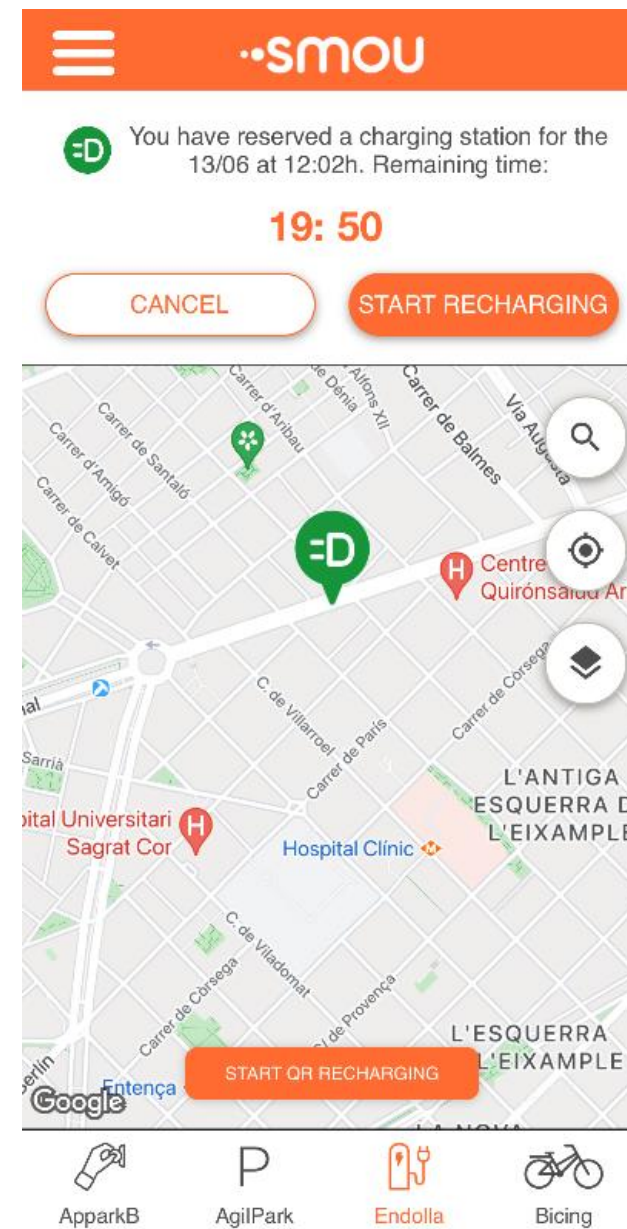 smou
You have reserved a charging station for the
13/06 at 12:02h. Remaining time:
19: 50
CANCEL
START RECHARGING
Carrer d'Aribau
de Dénia
Alfons XII
Carrer de Balmes
Via Augusta
Carrer de Santaló
Carrer d'Amigó
Carrer de Calvet
D
H
Centre
Quirónsalud Ar
Carrer de Còrsega
C. de Villarroel
Carrer de París
Sarrià
L'ANTIGA
ESQUERRA D
L'EIXAMPLE
pital Universitari
Sagrat Cor
H
Hospital Clínic
M
C. de Viladomat
Carrer de Còrsega
de Provença
L'ESQUERRA
L'EIXAMPLE
START QR RECHARGING
Entença
Google
P
ApparkB
AgilPark
Endolla
Bicing